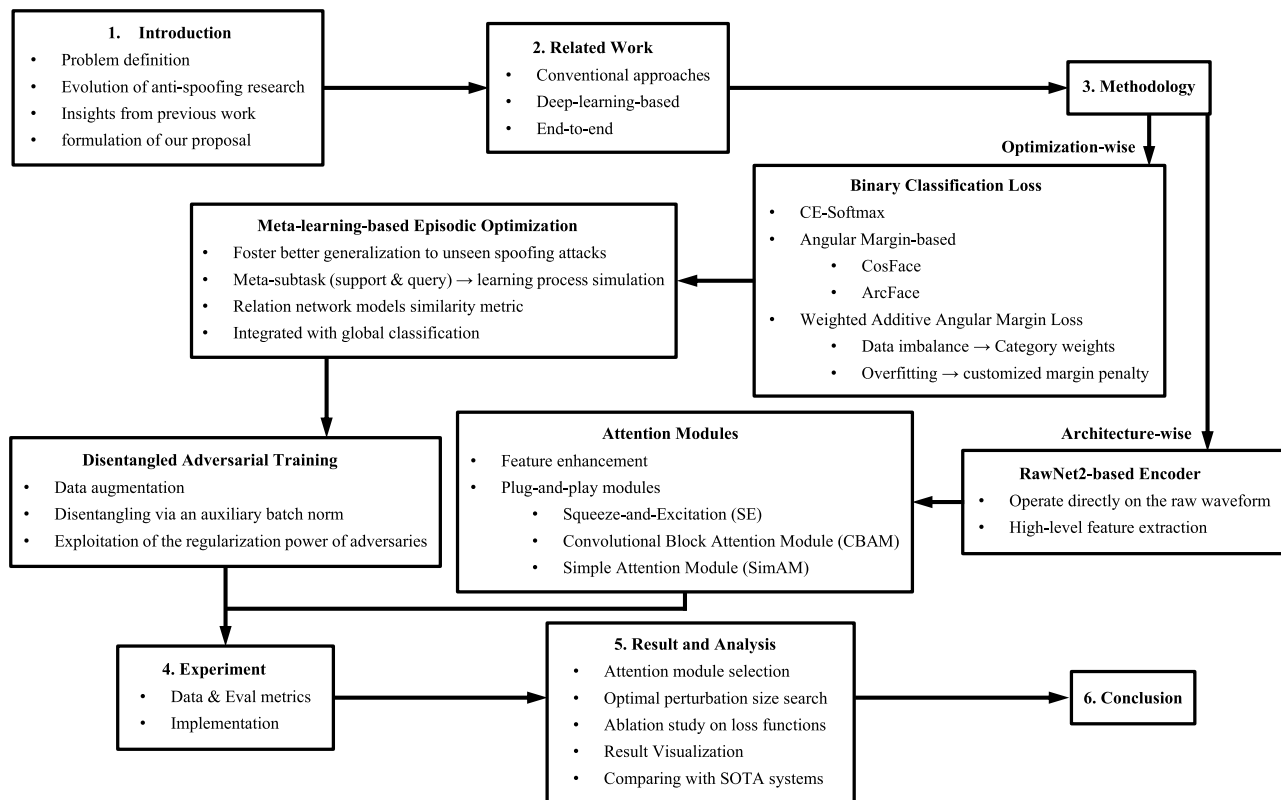 1. Introduction
• Problem definition
• Evolution of anti-spoofing research
• Insights from previous work
• formulation of our proposal
2. Related Work
• Conventional approaches
• Deep-learning-based
• End-to-end
3. Methodology
Optimization-wise
Binary Classification Loss
• CE-Softmax
• Angular Margin-based
• CosFace
• ArcFace
• Weighted Additive Angular Margin Loss
• Data imbalance → Category weights
• Overfitting → customized margin penalty
Meta-learning-based Episodic Optimization
• Foster better generalization to unseen spoofing attacks
• Meta-subtask (support & query) → learning process simulation
• Relation network models similarity metric
• Integrated with global classification
Disentangled Adversarial Training
• Data augmentation
• Disentangling via an auxiliary batch norm
• Exploitation of the regularization power of adversaries
Architecture-wise
RawNet2-based Encoder
• Operate directly on the raw waveform
• High-level feature extraction
Attention Modules
• Feature enhancement
• Plug-and-play modules
• Squeeze-and-Excitation (SE)
• Convolutional Block Attention Module (CBAM)
• Simple Attention Module (SimAM)
4. Experiment
• Data & Eval metrics
• Implementation
5. Result and Analysis
• Attention module selection
• Optimal perturbation size search
• Ablation study on loss functions
• Result Visualization
• Comparing with SOTA systems
6. Conclusion